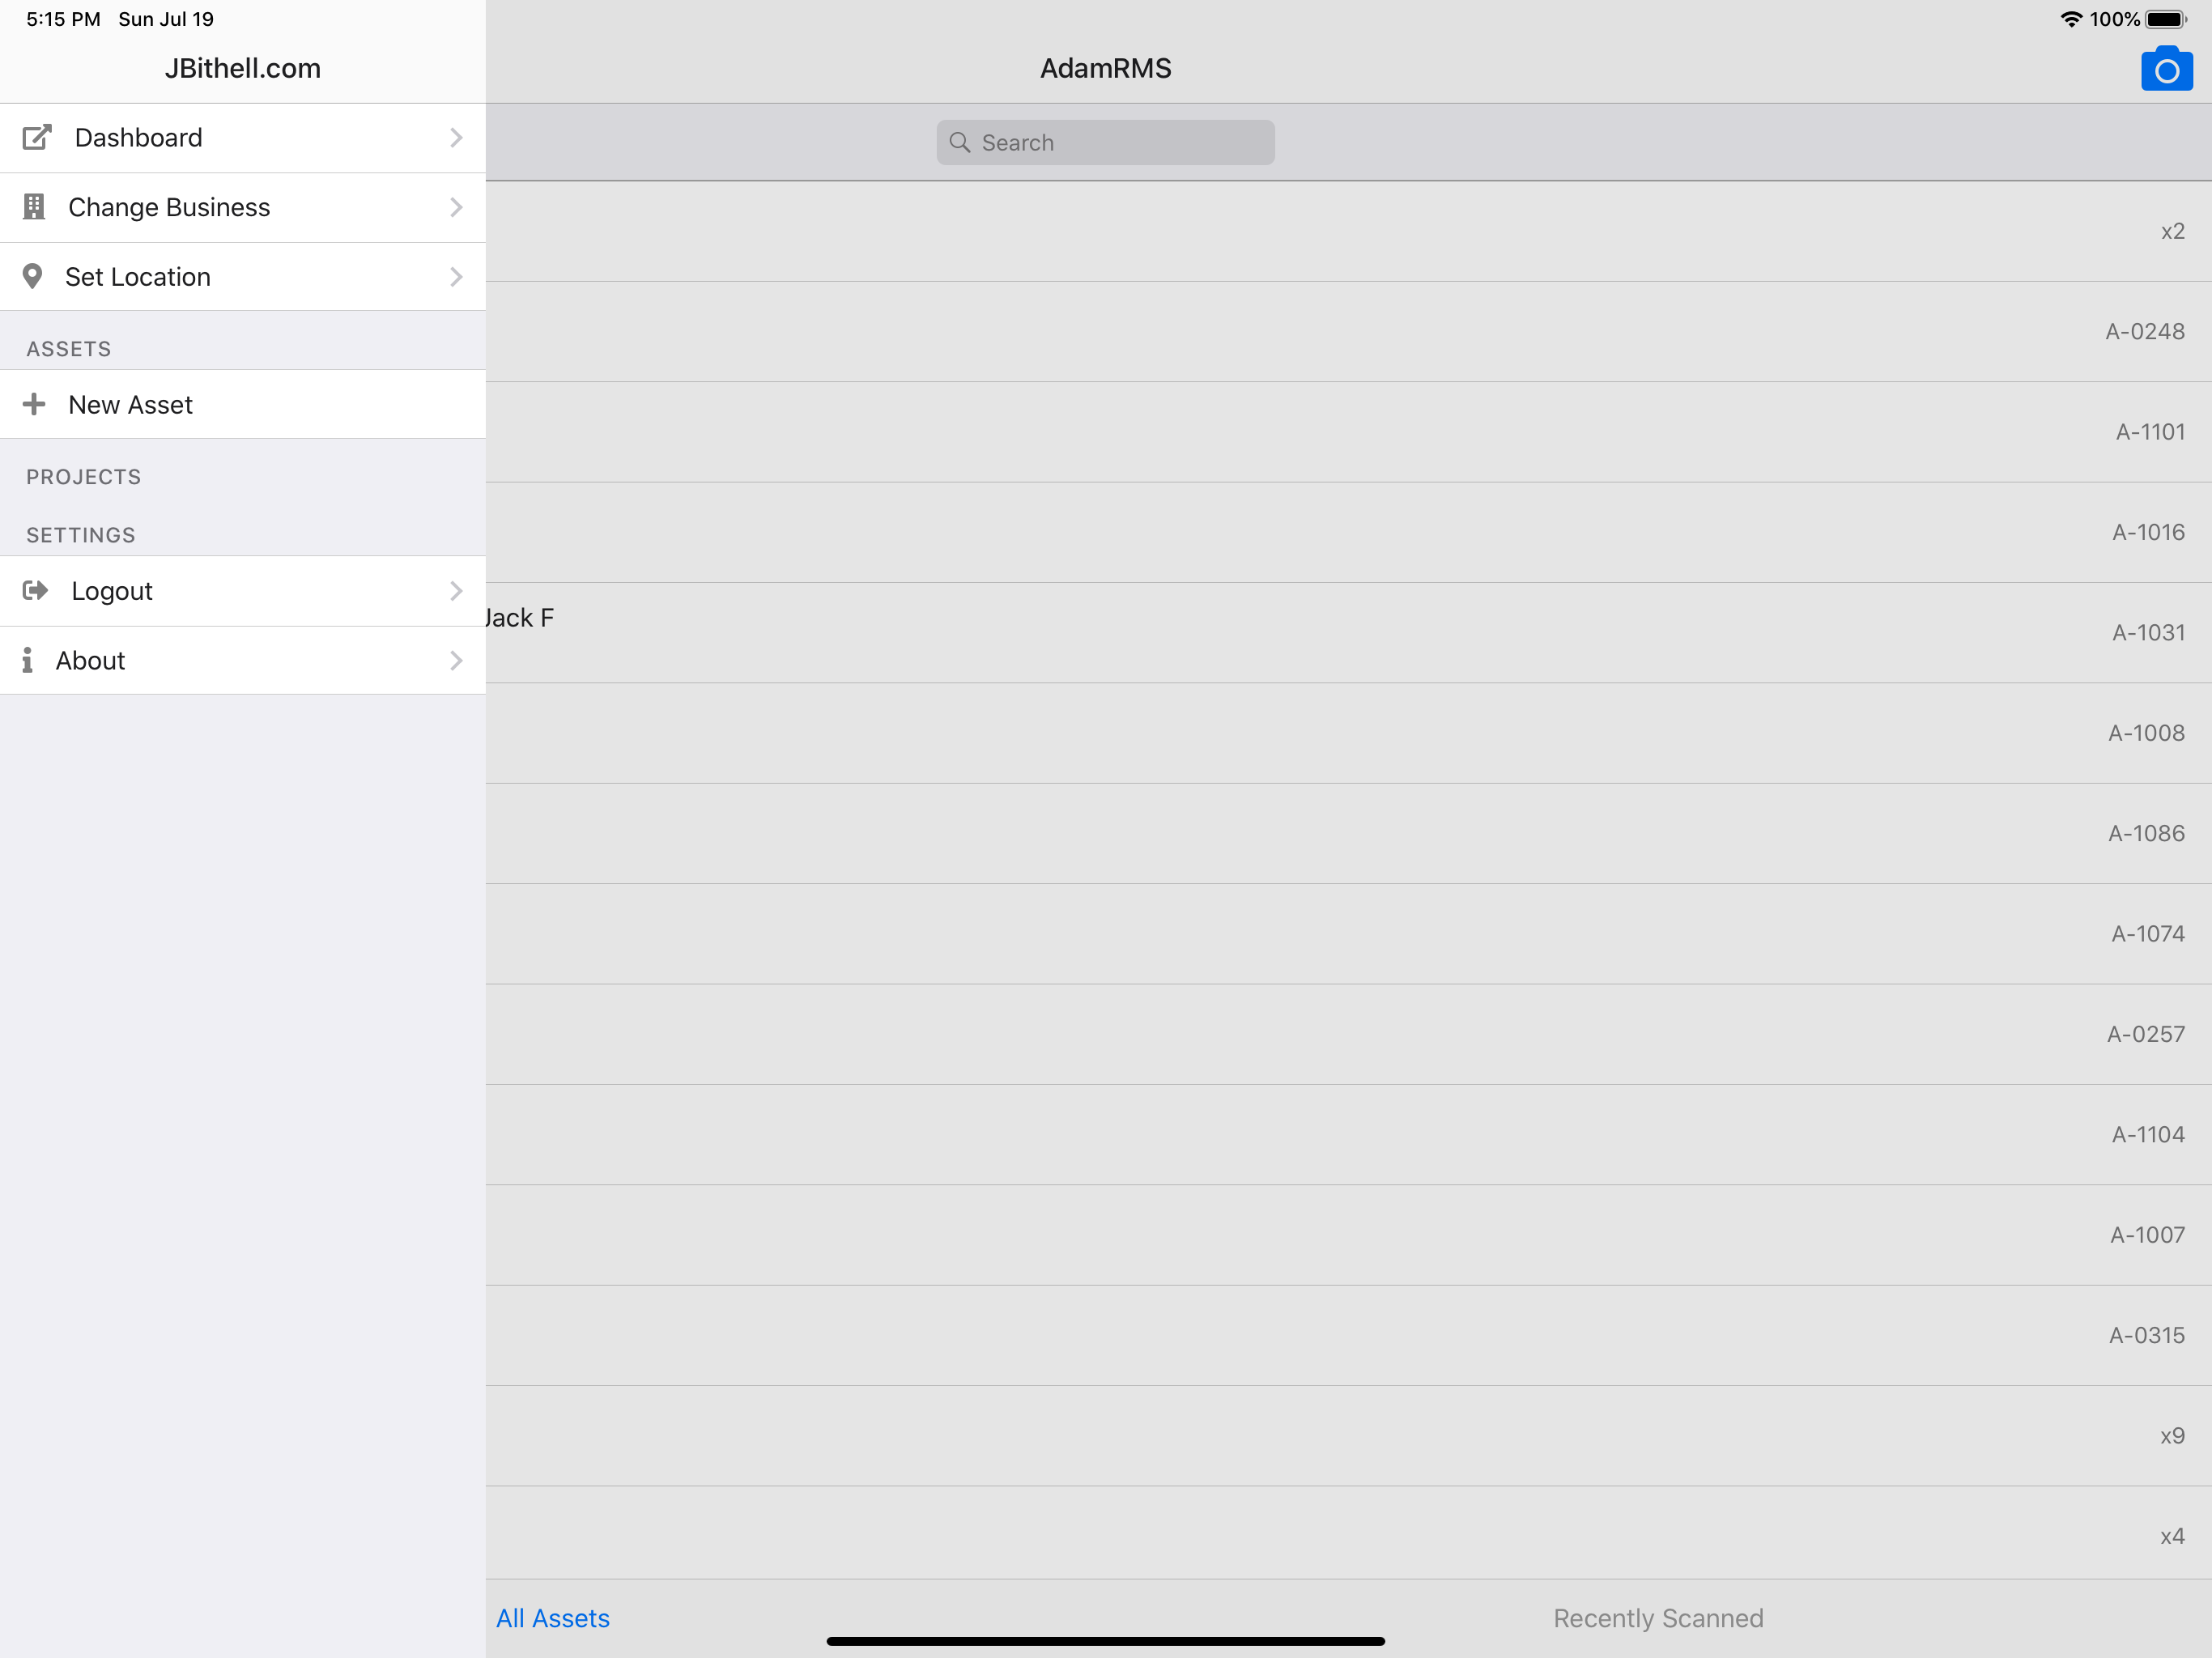 5:15 PM Sun Jul 19
100%
JBithell.com
AdamRMS
Dashboard
Search
Change Business
x2
Set Location
A-0248
ASSETS
New Asset
A-1101
PROJECTS
SETTINGS
A-1016
Logout
Jack F
A-1031
About
A-1008
A-1086
A-1074
A-0257
A-1104
A-1007
A-0315
x9
x4
All Assets
Recently Scanned